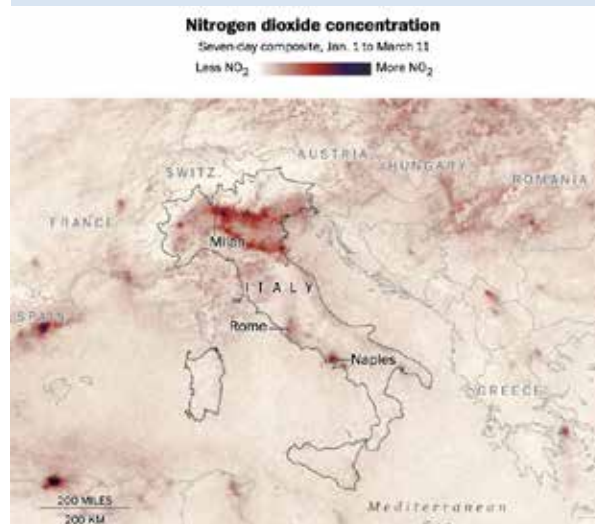 Nitrogen dioxide concentration
Seven-day composite, Jan. 1 to March 11
Less NO₂ More NO₂
AUSTRIA
SWITZ.
HUNGARY
ROMANIA
FRANCE
Milan
ITALY
SPAIN
Rome
Naples
GREECE
200 MILES
200 KM
Mediterranean